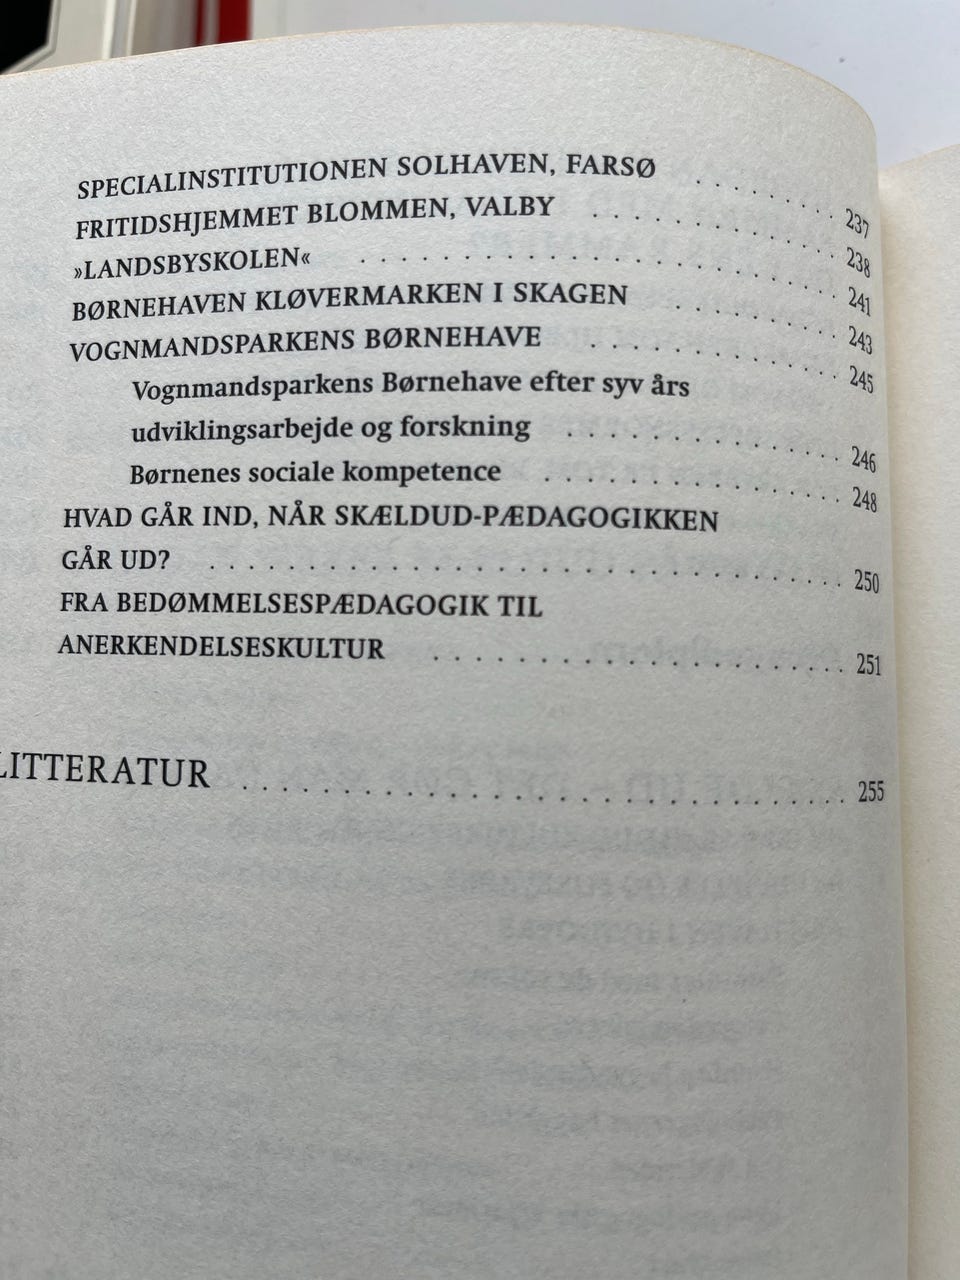 SPECIALINSTITUTIONEN SOLHAVEN, FARSØ . . . . . . . . 237
FRITIDSHJEMMET BLOMMEN, VALBY . . . . . . . . . . . . . 238
»LANDSBYSKOLEN« . . . . . . . . . . . . . . . . . . . . . . . 241
BØRNEHAVEN KLØVERMARKEN I SKAGEN . . . . . . . . 243
VOGNMANDSPARKENS BØRNEHAVE . . . . . . . . . . . . 245
Vognmandsparkens Børnehave efter syv års
udviklingsarbejde og forskning . . . . . . . . . . . . . 246
Børnenes sociale kompetence . . . . . . . . . . . . . . 248
HVAD GÅR IND, NÅR SKÆLDUD-PÆDAGOGIKKEN
GÅR UD? . . . . . . . . . . . . . . . . . . . . . . . . . . . . . . 250
FRA BEDØMMELSESPÆDAGOGIK TIL
ANERKENDELSESKULTUR . . . . . . . . . . . . . . . . . . . . 251
LITTERATUR . . . . . . . . . . . . . . . . . . . . . . . . . . . . . 255